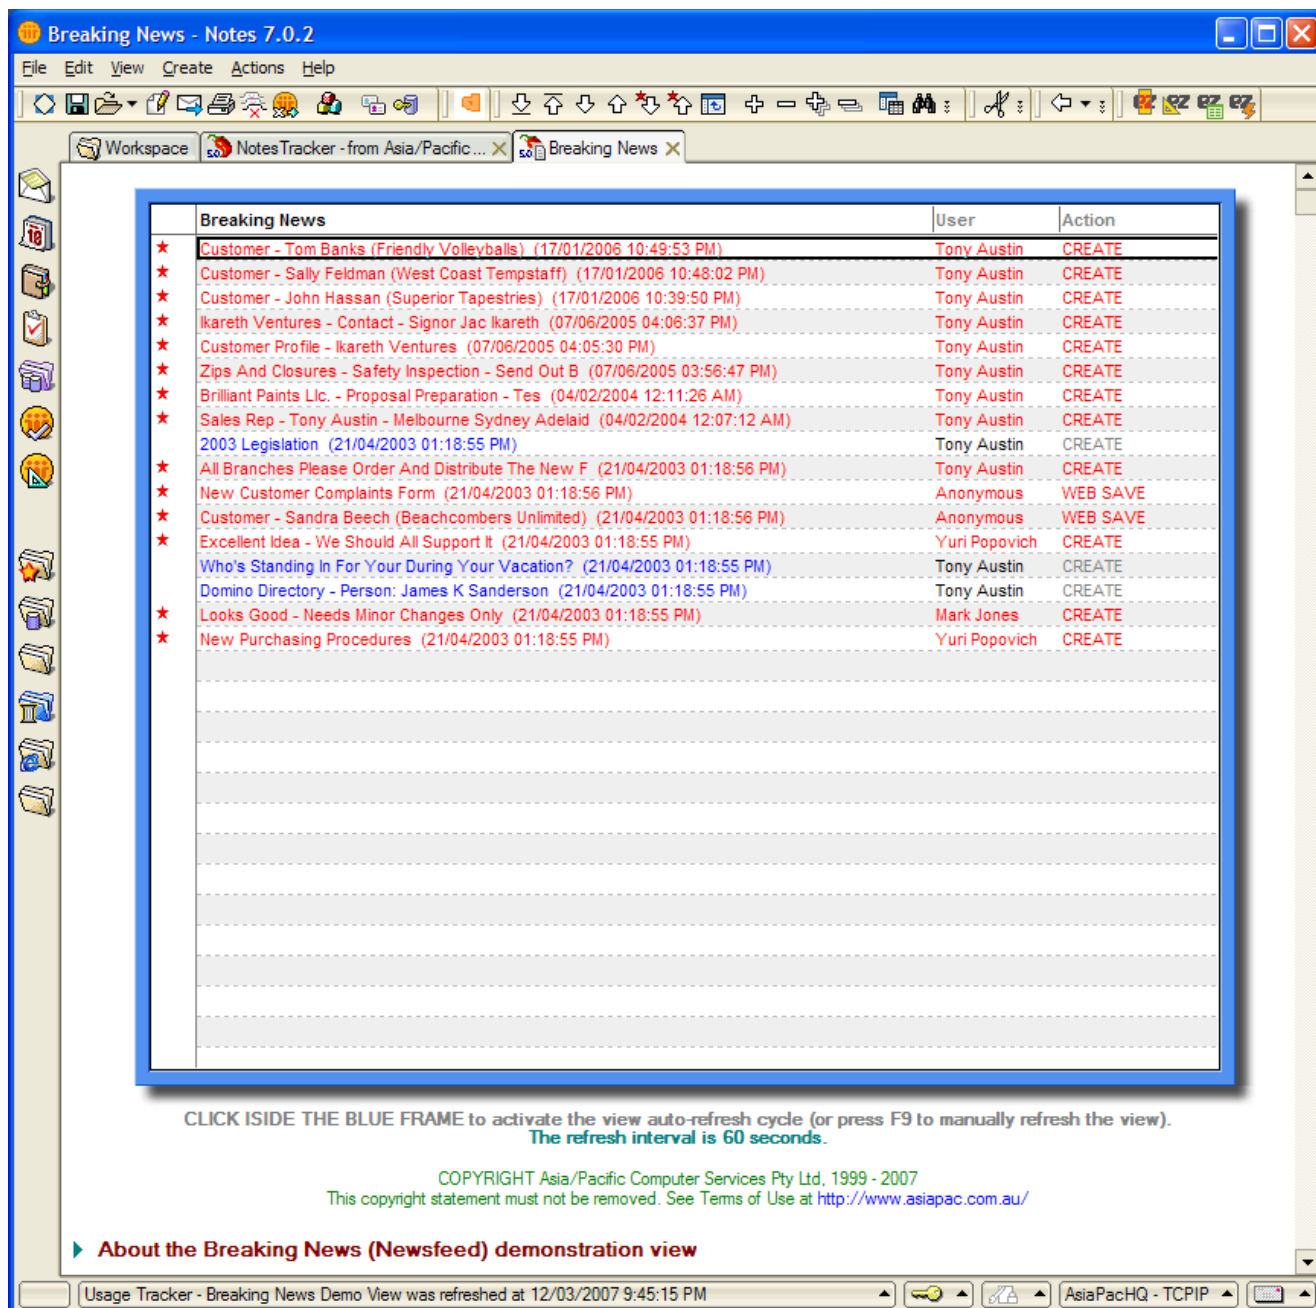 Breaking News - Notes 7.0.2
File Edit View Create Actions Help
Workspace NotesTracker - from Asia/Pacific ... Breaking News
Breaking News User Action
Customer - Tom Banks (Friendly Volleyballs) (17/01/2006 10:49:53 PM) Tony Austin CREATE
Customer - Sally Feldman (West Coast Tempstaff) (17/01/2006 10:48:02 PM) Tony Austin CREATE
Customer - John Hassan (Superior Tapestries) (17/01/2006 10:39:50 PM) Tony Austin CREATE
Ikareth Ventures - Contact - Signor Jac Ikareth (07/06/2005 04:06:37 PM) Tony Austin CREATE
Customer Profile - Ikareth Ventures (07/06/2005 04:05:30 PM) Tony Austin CREATE
Zips And Closures - Safety Inspection - Send Out B (07/06/2005 03:56:47 PM) Tony Austin CREATE
Brilliant Paints Llc. - Proposal Preparation - Tes (04/02/2004 12:11:26 AM) Tony Austin CREATE
Sales Rep - Tony Austin - Melbourne Sydney Adelaid (04/02/2004 12:07:12 AM) Tony Austin CREATE
2003 Legislation (21/04/2003 01:18:55 PM) Tony Austin CREATE
All Branches Please Order And Distribute The New F (21/04/2003 01:18:56 PM) Tony Austin CREATE
New Customer Complaints Form (21/04/2003 01:18:56 PM) Anonymous WEB SAVE
Customer - Sandra Beech (Beachcombers Unlimited) (21/04/2003 01:18:56 PM) Anonymous WEB SAVE
Excellent Idea - We Should All Support It (21/04/2003 01:18:55 PM) Yuri Popovich CREATE
Who's Standing In For Your During Your Vacation? (21/04/2003 01:18:55 PM) Tony Austin CREATE
Domino Directory - Person: James K Sanderson (21/04/2003 01:18:55 PM) Tony Austin CREATE
Looks Good - Needs Minor Changes Only (21/04/2003 01:18:55 PM) Mark Jones CREATE
New Purchasing Procedures (21/04/2003 01:18:55 PM) Yuri Popovich CREATE
CLICK ISIDE THE BLUE FRAME to activate the view auto-refresh cycle (or press F9 to manually refresh the view).
The refresh interval is 60 seconds.
COPYRIGHT Asia/Pacific Computer Services Pty Ltd, 1999 - 2007
This copyright statement must not be removed. See Terms of Use at http://www.asiapac.com.au/
About the Breaking News (Newsfeed) demonstration view
Usage Tracker - Breaking News Demo View was refreshed at 12/03/2007 9:45:15 PM AsiaPacHQ - TCPIP